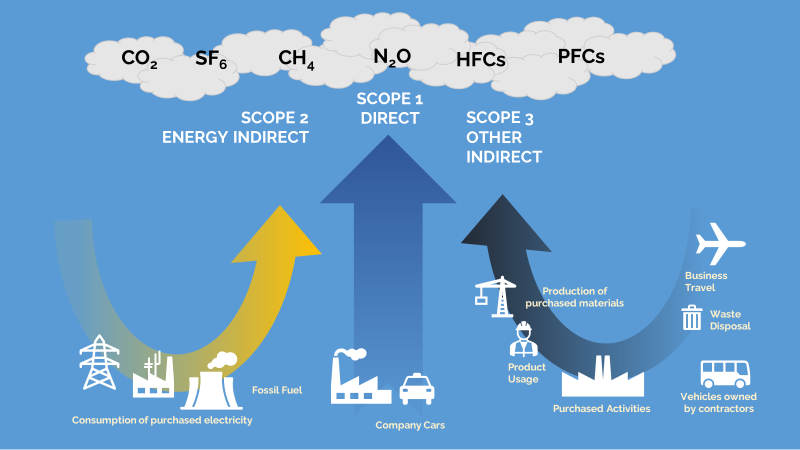 CO₂
SF₆
CH₄
N₂O
HFCs
PFCs
SCOPE 1
DIRECT
SCOPE 2
ENERGY INDIRECT
SCOPE 3
OTHER
INDIRECT
Fossil Fuel
Consumption of purchased electricity
Company Cars
Production of
purchased materials
Product
Usage
Purchased Activities
Business
Travel
Waste
Disposal
Vehicles owned
by contractors